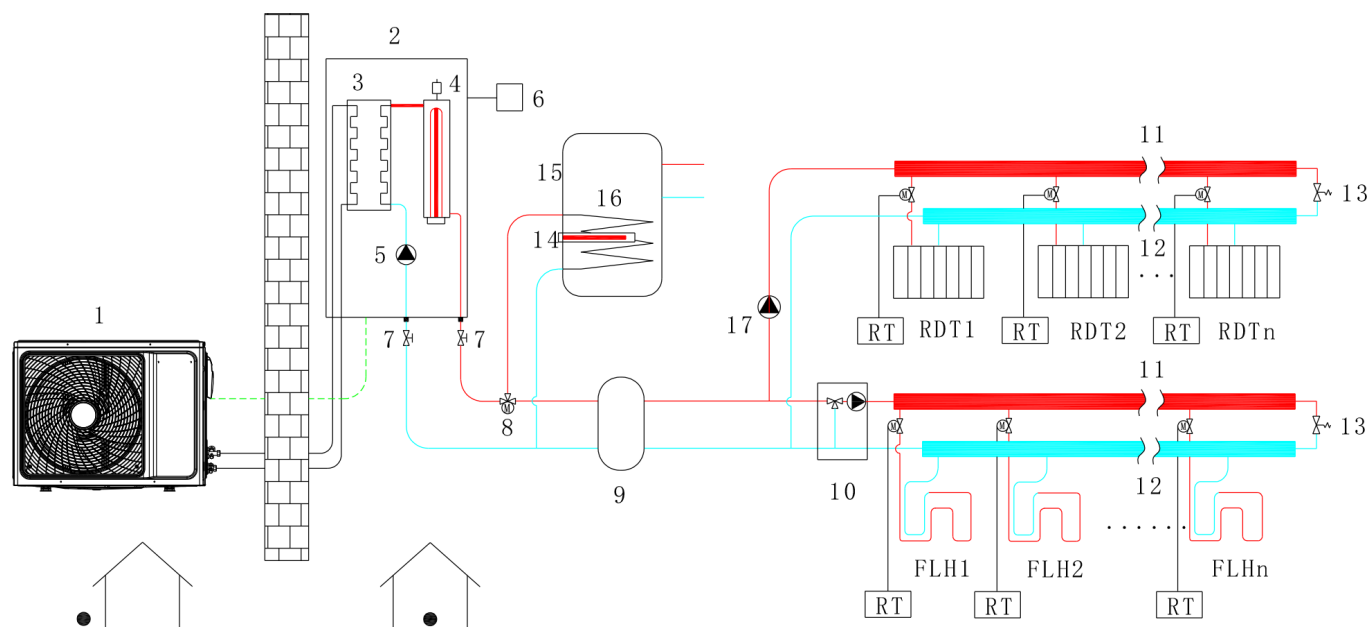 1
2
3
4
5
6
7
7
8
9
15
16
14
17
11
12
13
M
M
M
M
RT
RDT1
RT
RDT2
......
RT
RDTn
10
11
12
13
M
M
M
FLH1
FLH2
......
FLHn
RT
RT
RT